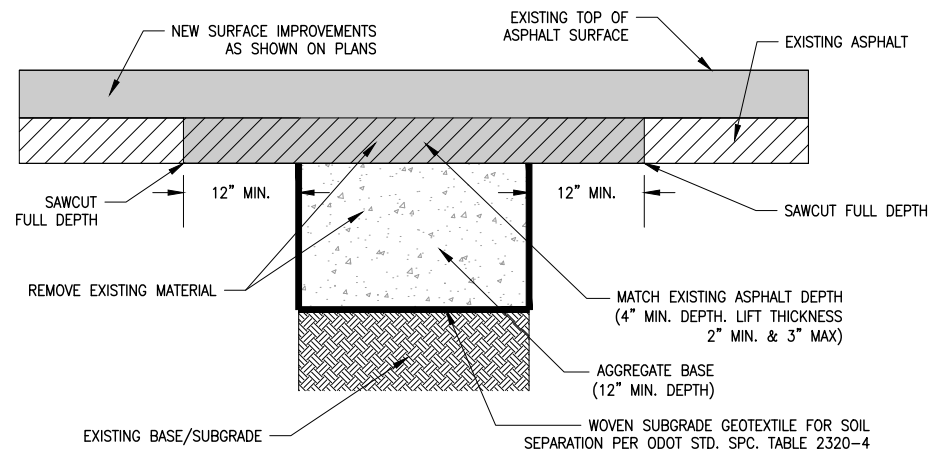 NEW SURFACE IMPROVEMENTS
AS SHOWN ON PLANS
EXISTING TOP OF
ASPHALT SURFACE
EXISTING ASPHALT
SAWCUT
FULL DEPTH
12" MIN.
12" MIN.
SAWCUT FULL DEPTH
REMOVE EXISTING MATERIAL
MATCH EXISTING ASPHALT DEPTH
(4" MIN. DEPTH. LIFT THICKNESS
2" MIN. & 3" MAX)
AGGREGATE BASE
(12" MIN. DEPTH)
EXISTING BASE/SUBGRADE
WOVEN SUBGRADE GEOTEXTILE FOR SOIL
SEPARATION PER ODOT STD. SPC. TABLE 2320-4